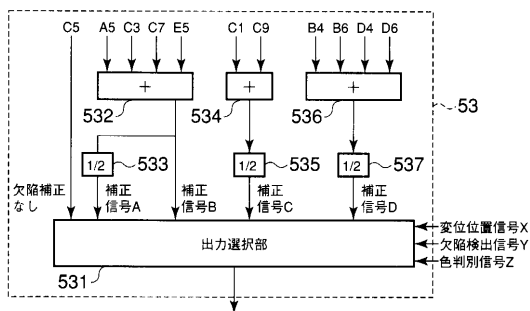 C5 A5 C3 C7 E5 C1 C9 B4 B6 D4 D6
+ + +
53
532 534 536
1/2 533 1/2 535 1/2 537
欠陥補正なし
補正信号A
補正信号B
補正信号C
補正信号D
出力選択部
531
変位位置信号X
欠陥検出信号Y
色判別信号Z